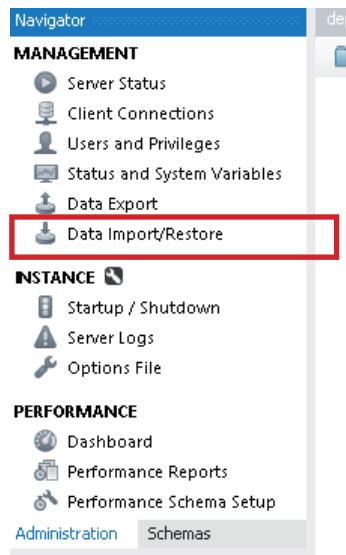 Navigator
MANAGEMENT
Server Status
Client Connections
Users and Privileges
Status and System Variables
Data Export
Data Import/Restore
INSTANCE
Startup / Shutdown
Server Logs
Options File
PERFORMANCE
Dashboard
Performance Reports
Performance Schema Setup
Administration Schemas